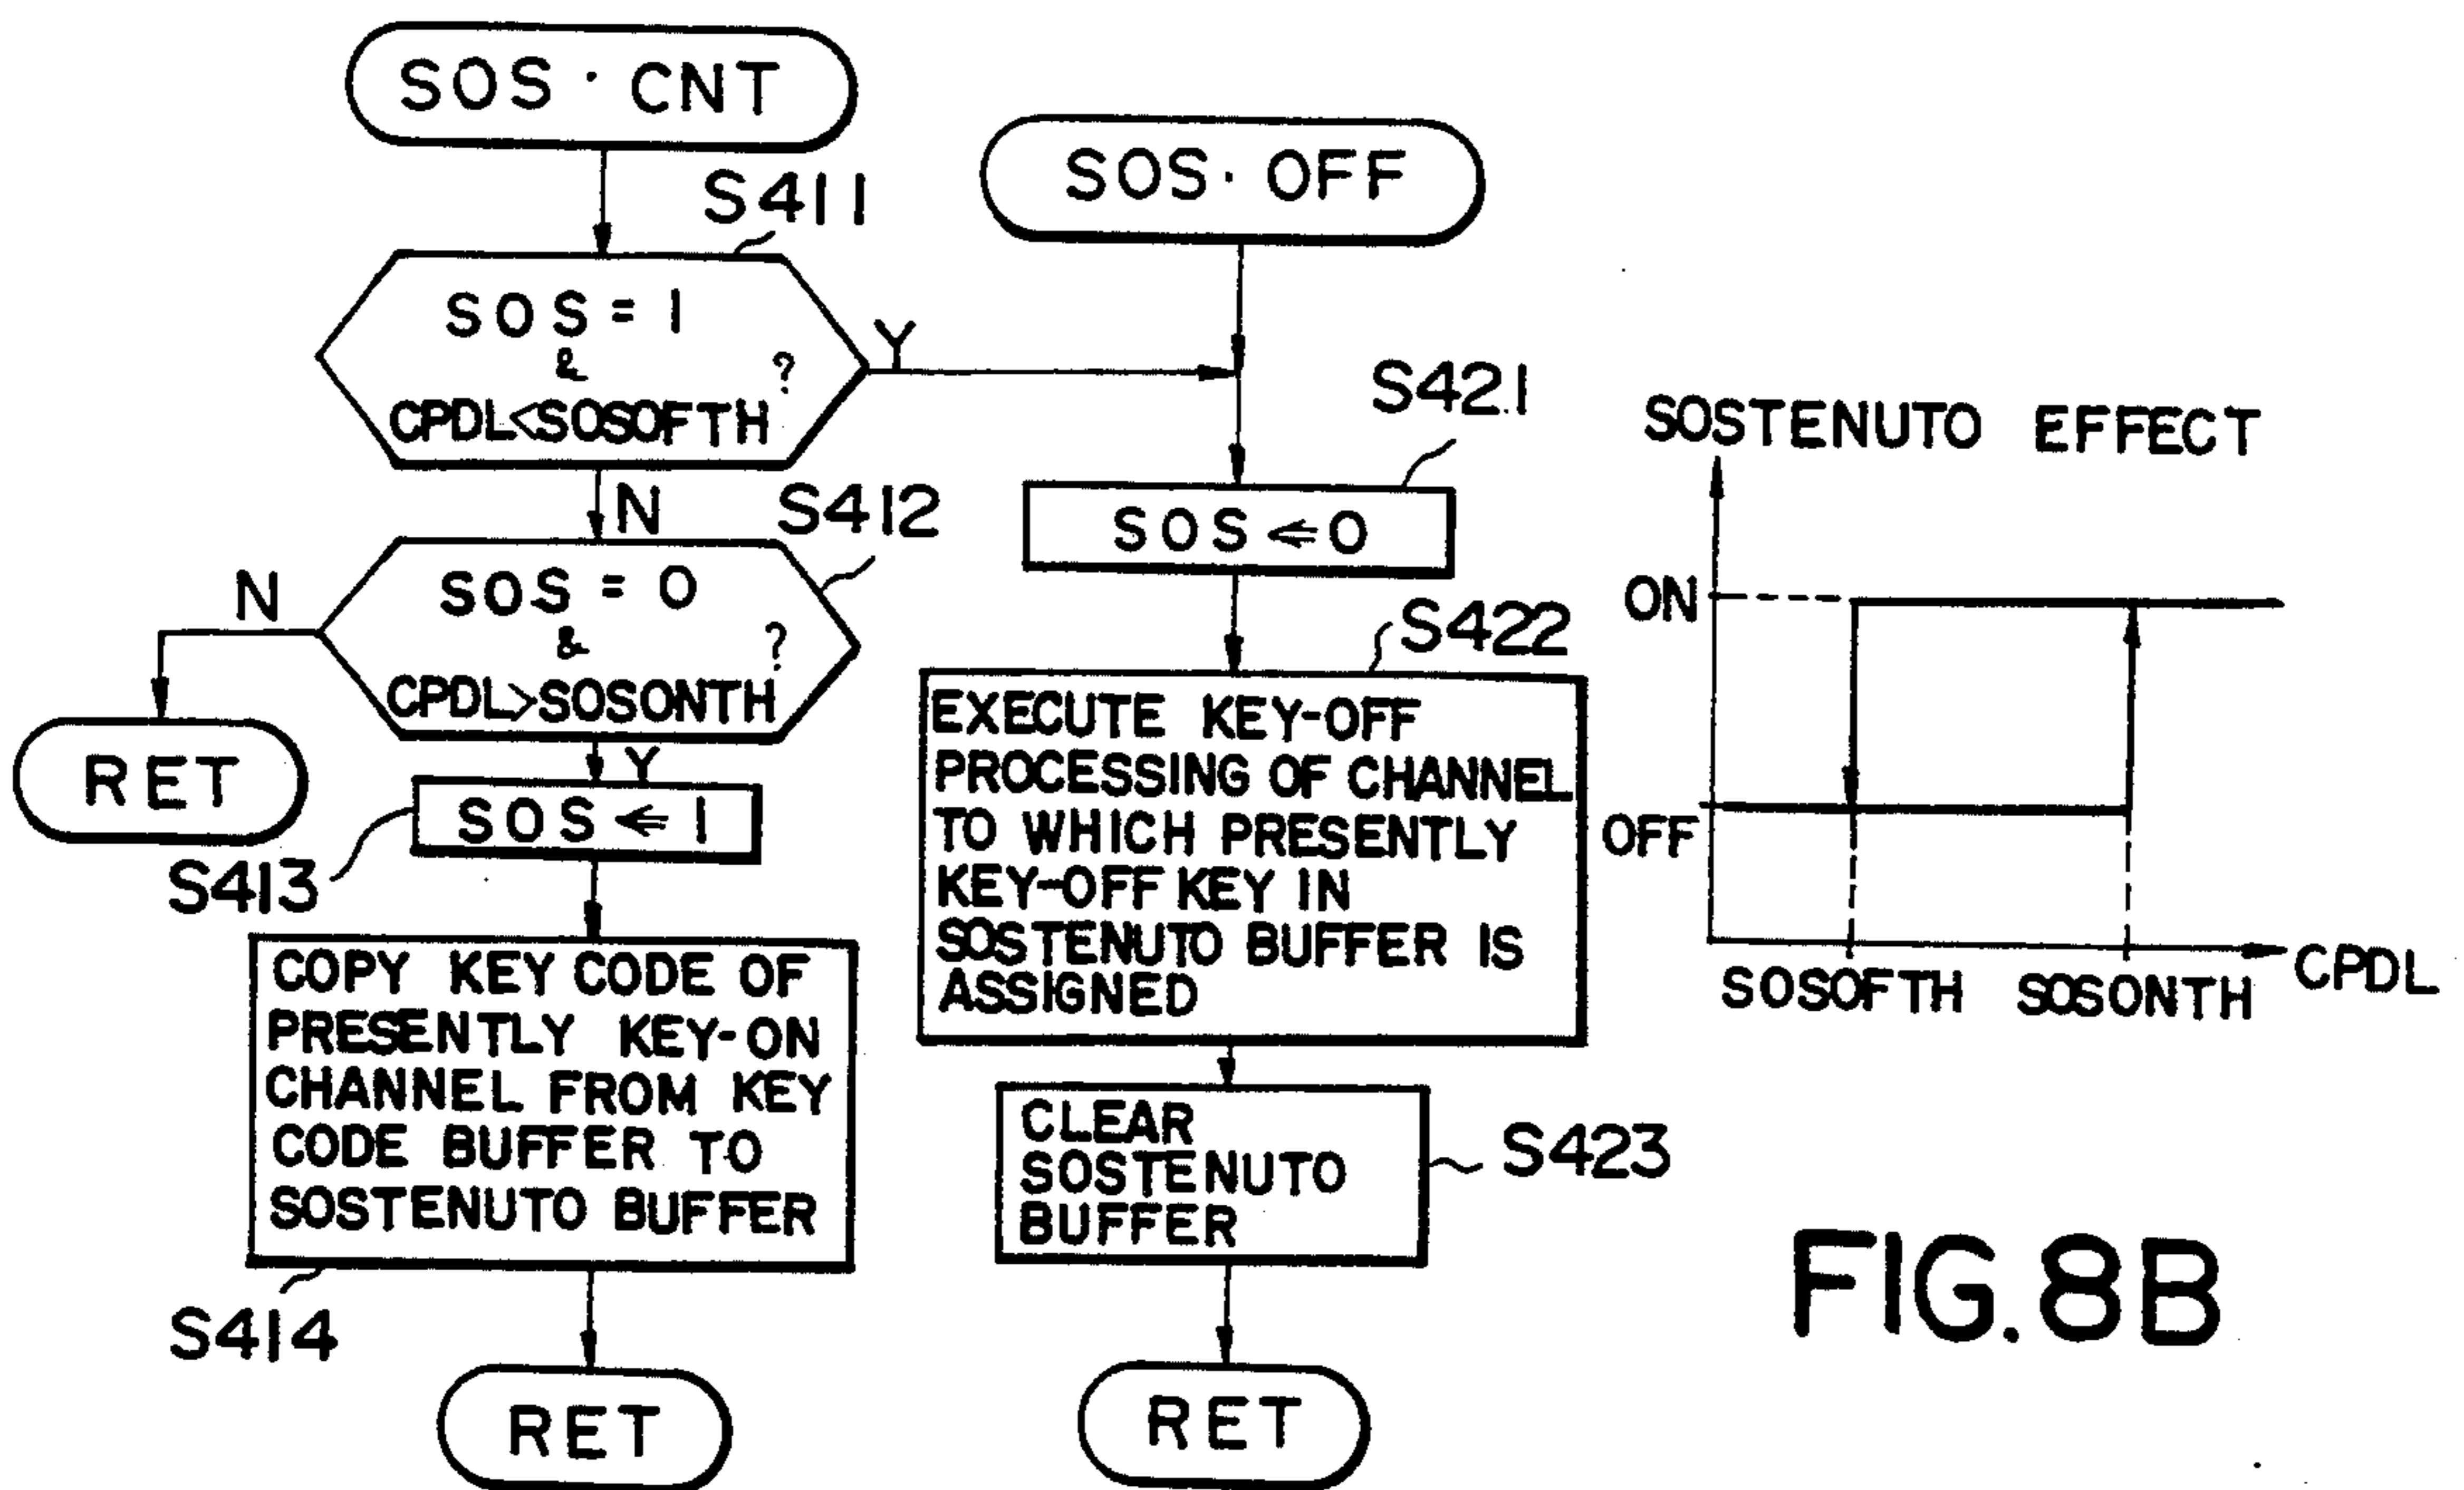 SOS · CNT
S411
SOS = 1
&
?
CPDL<SOSOFTH
Y
N
S412
SOS = 0
&
?
CPDL>SOSONTH
N
RET
Y
SOS ⇐ 1
S413
COPY KEY CODE OF
PRESENTLY KEY-ON
CHANNEL FROM KEY
CODE BUFFER TO
SOSTENUTO BUFFER
S414
RET
SOS · OFF
S421
SOS ⇐ 0
S422
EXECUTE KEY-OFF
PROCESSING OF CHANNEL
TO WHICH PRESENTLY
KEY-OFF KEY IN
SOSTENUTO BUFFER IS
ASSIGNED
CLEAR
SOSTENUTO
BUFFER
S423
RET
SOSTENUTO EFFECT
ON
OFF
SOSOFTH
SOSONTH
CPDL
FIG.8B